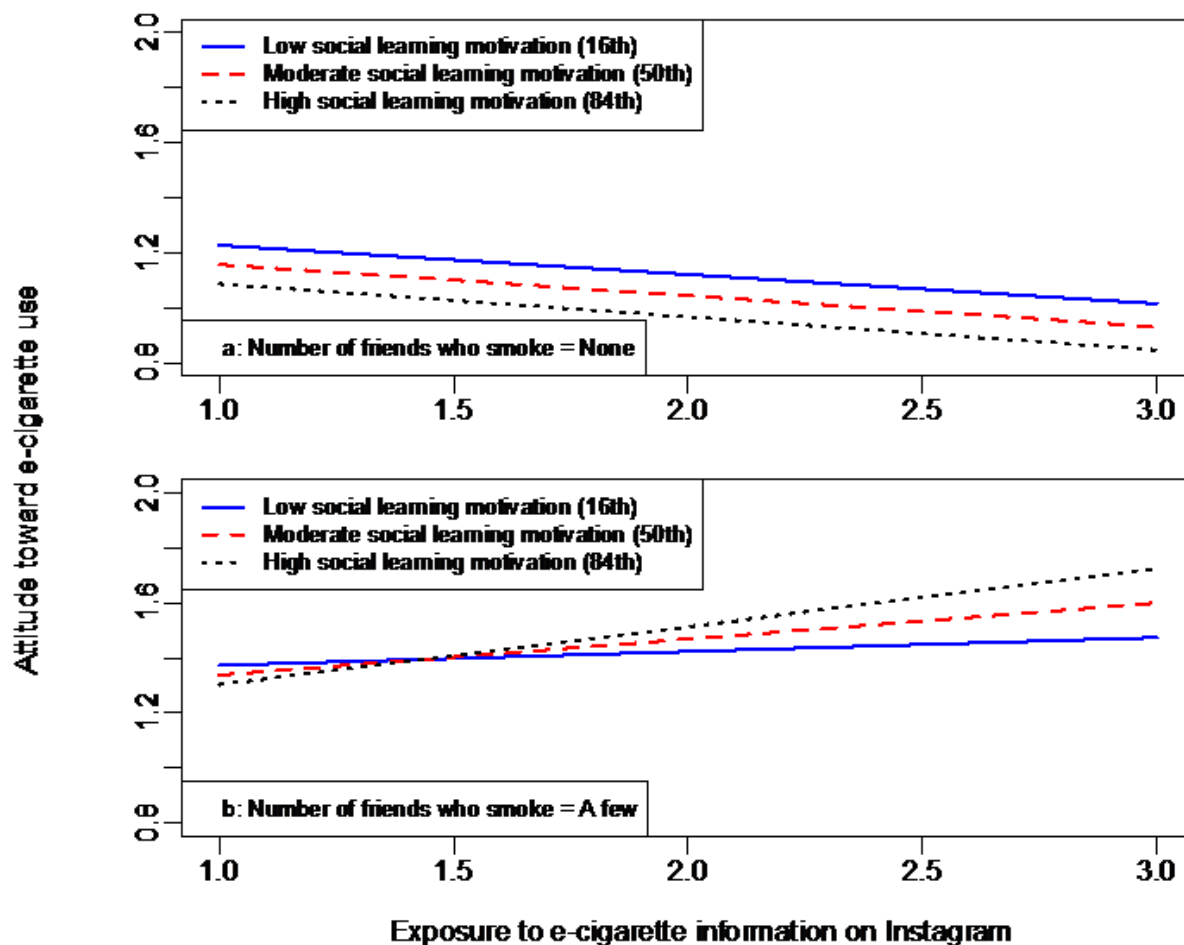 Low social learning motivation (16th)
Moderate social learning motivation (50th)
High social learning motivation (84th)
2.0
1.6
1.2
0.8
a: Number of friends who smoke = None
1.0 1.5 2.0 2.5 3.0
Attitude toward e-cigarette use
Low social learning motivation (16th)
Moderate social learning motivation (50th)
High social learning motivation (84th)
2.0
1.6
1.2
0.8
b: Number of friends who smoke = A few
1.0 1.5 2.0 2.5 3.0
Exposure to e-cigarette information on Instagram